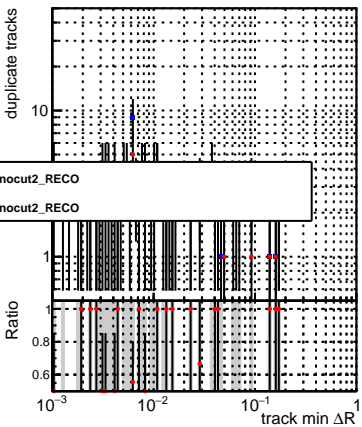 duplicate tracks
10
nocut2_RECO
nocut2_RECO
1
Ratio
1
0.8
0.6
10−3 10−2 10−1 1
track min ΔR